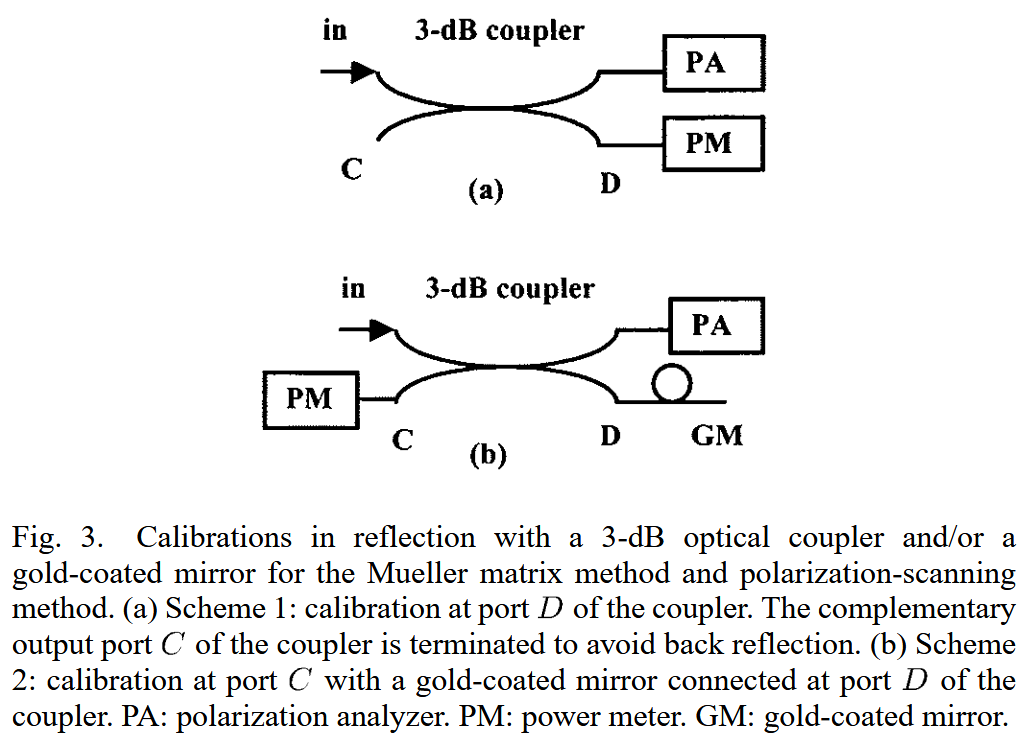 in 3-dB coupler
PA
PM
C
D
(a)
in 3-dB coupler
PA
PM
C
D
GM
(b)
Fig. 3. Calibrations in reflection with a 3-dB optical coupler and/or a
gold-coated mirror for the Mueller matrix method and polarization-scanning
method. (a) Scheme 1: calibration at port D of the coupler. The complementary
output port C of the coupler is terminated to avoid back reflection. (b) Scheme
2: calibration at port C with a gold-coated mirror connected at port D of the
coupler. PA: polarization analyzer. PM: power meter. GM: gold-coated mirror.